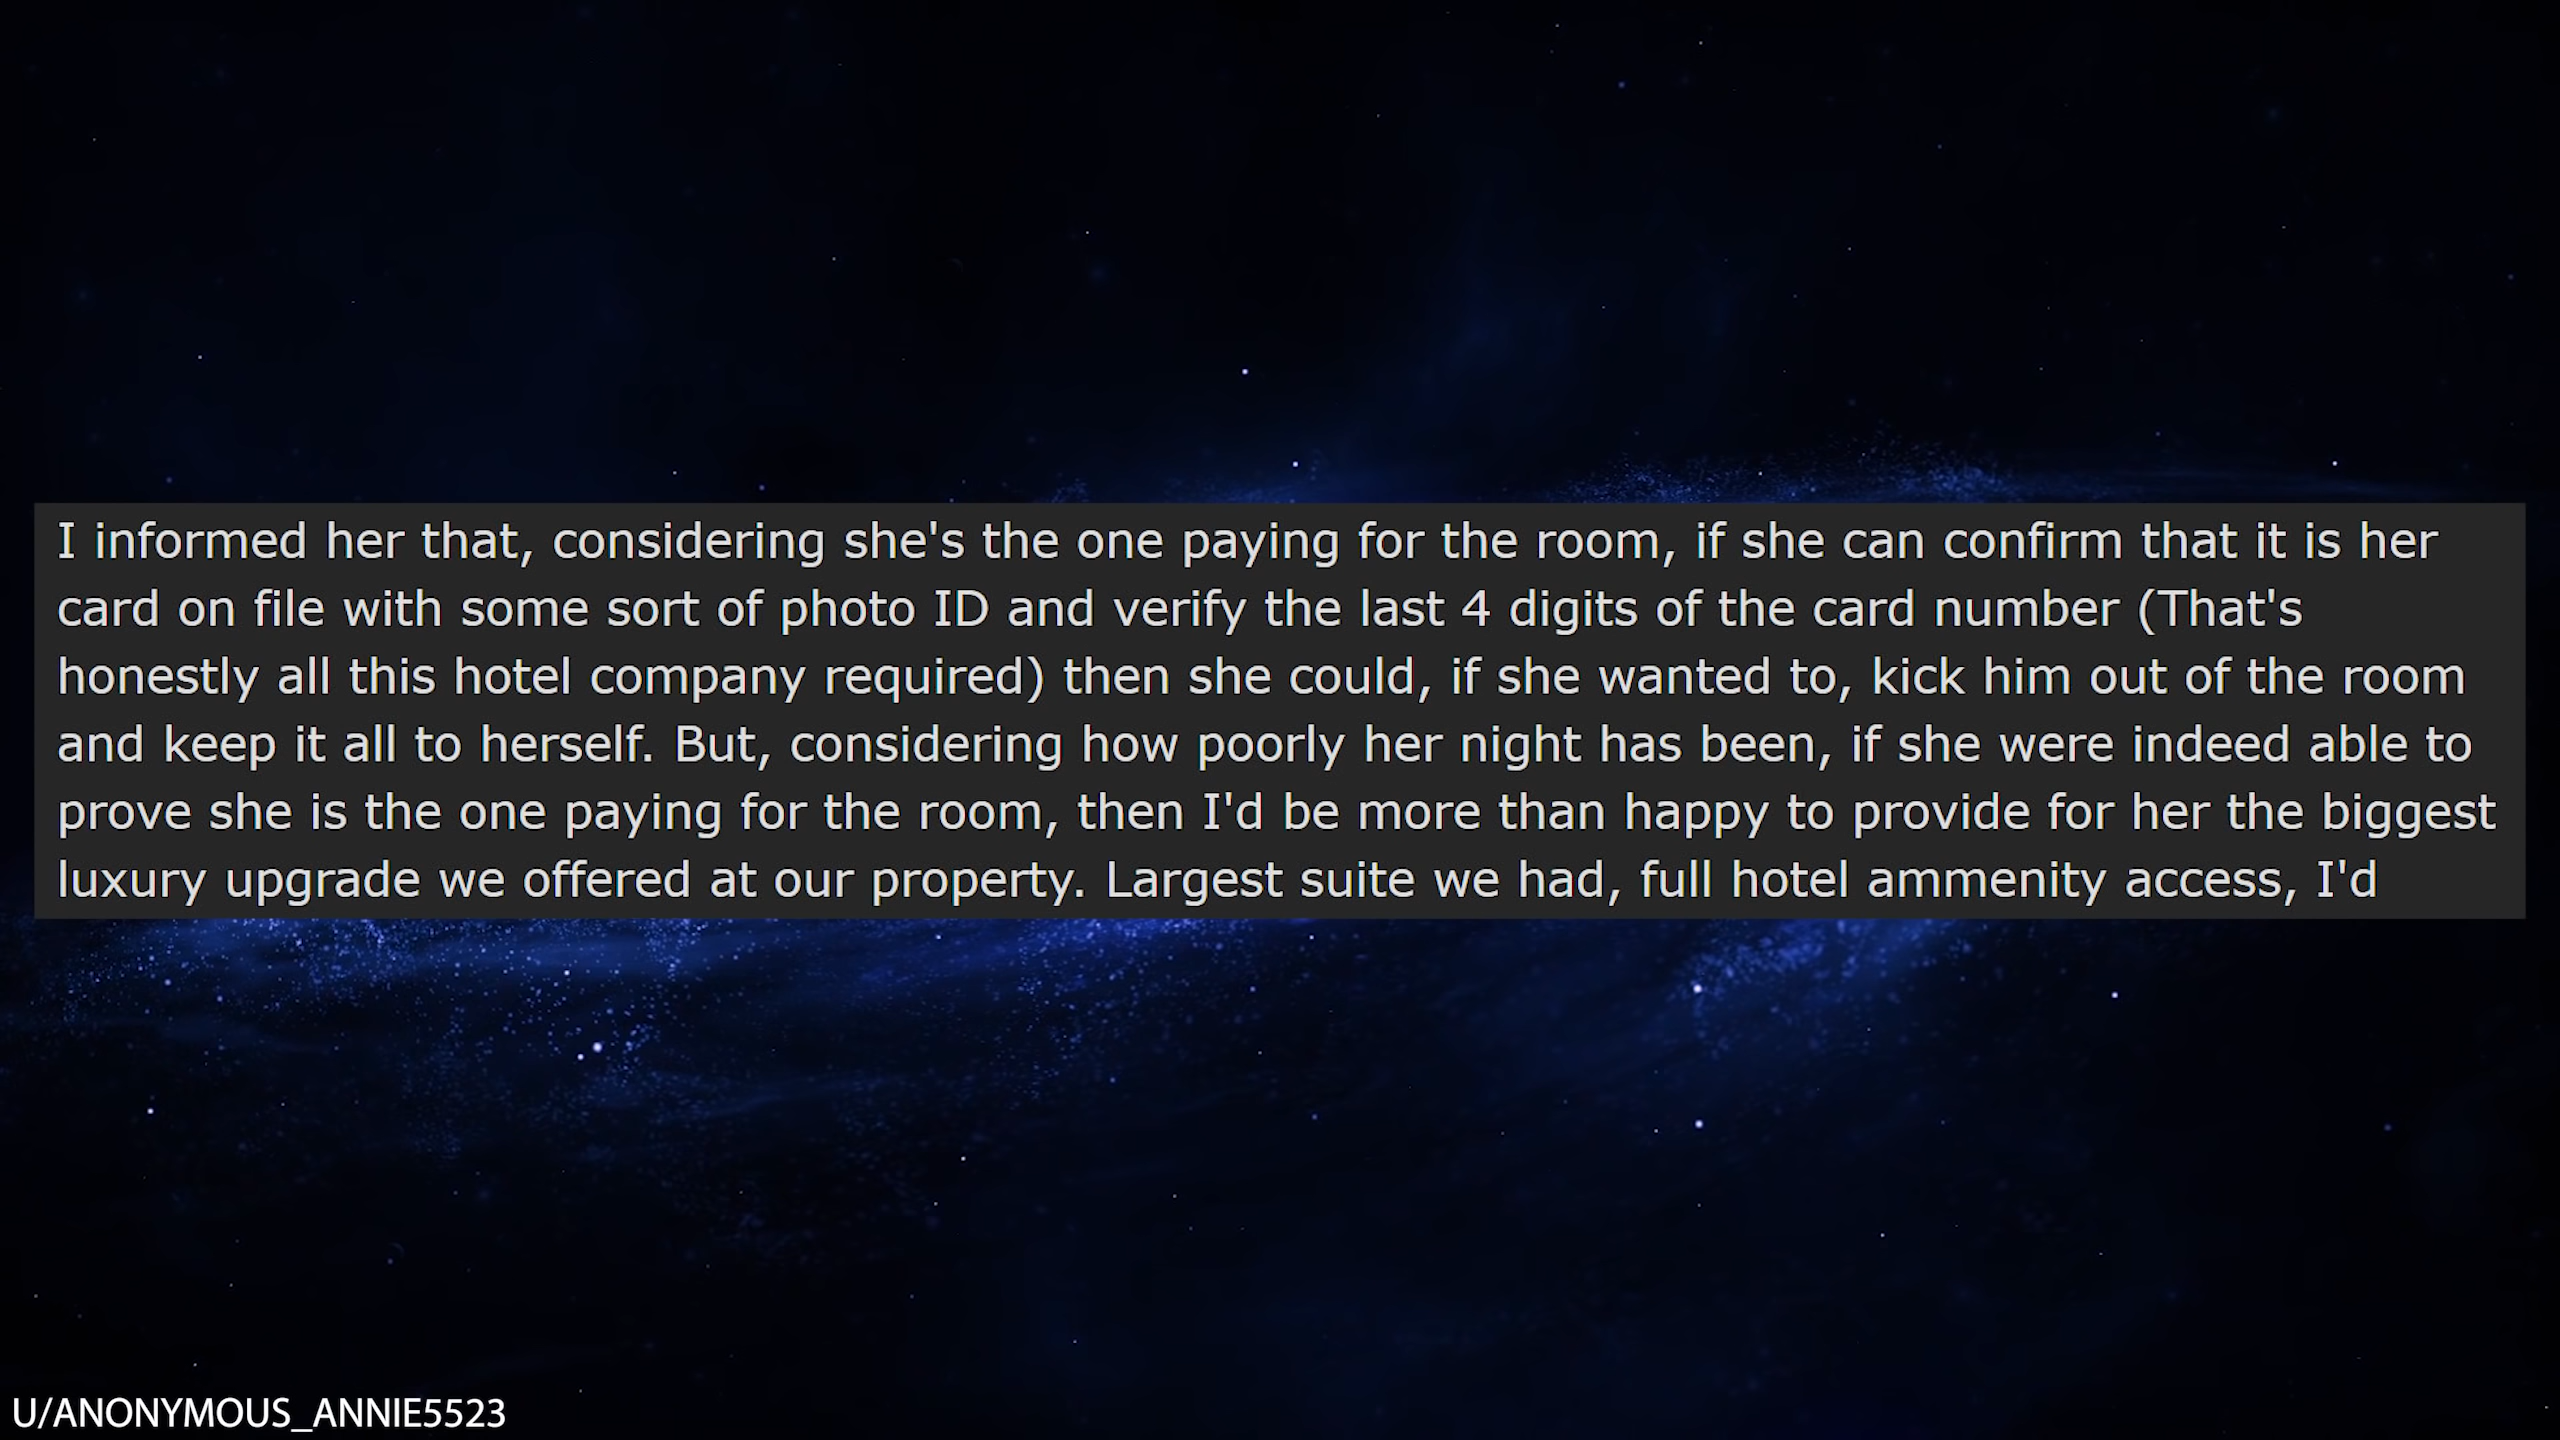 I informed her that, considering she's the one paying for the room, if she can confirm that it is her
card on file with some sort of photo ID and verify the last 4 digits of the card number (That's
honestly all this hotel company required) then she could, if she wanted to, kick him out of the room
and keep it all to herself. But, considering how poorly her night has been, if she were indeed able to
prove she is the one paying for the room, then I'd be more than happy to provide for her the biggest
luxury upgrade we offered at our property. Largest suite we had, full hotel ammenity access, I'd
U/ANONYMOUS_ANNIE5523